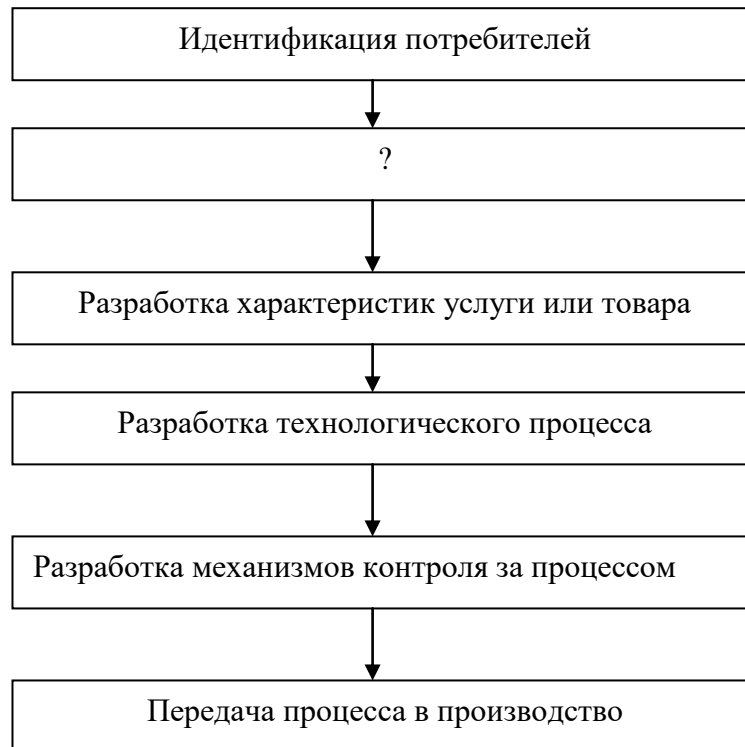 Идентификация потребителей
?
Разработка характеристик услуги или товара
Разработка технологического процесса
Разработка механизмов контроля за процессом
Передача процесса в производство